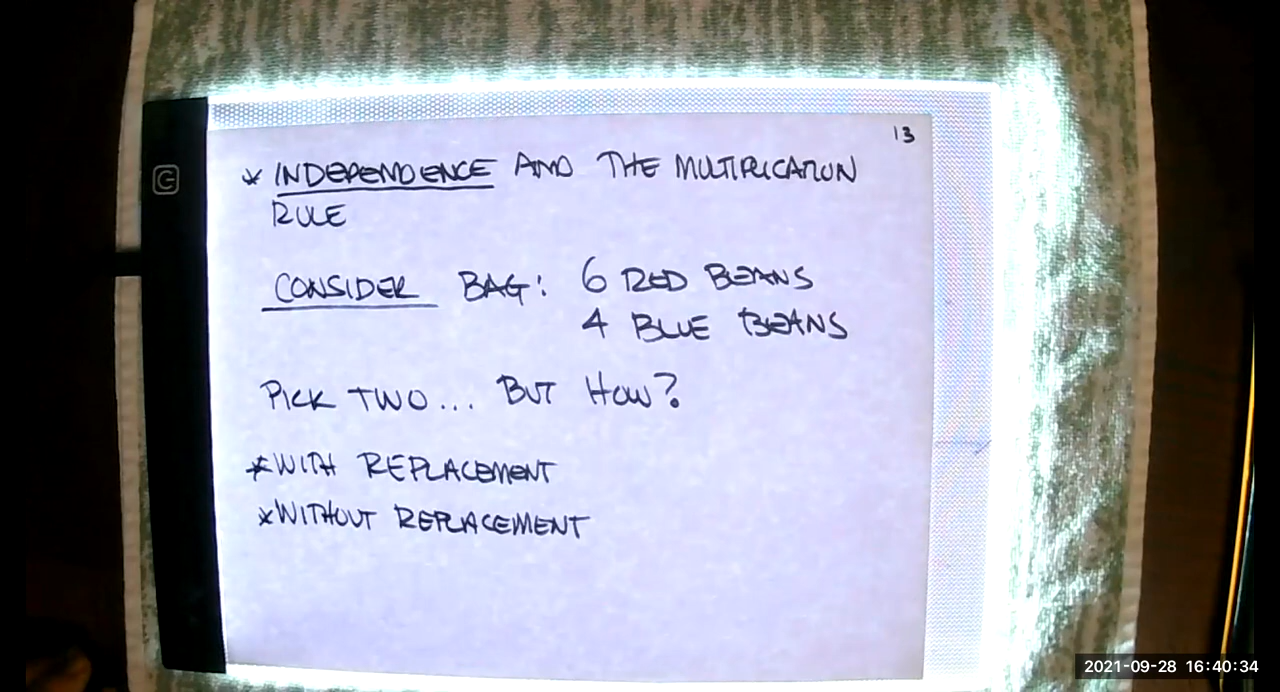 13
* INDEPENDENCE AND THE MULTIPLICATION
RULE
CONSIDER BAG: 6 RED BEANS
4 BLUE BEANS
PICK TWO... BUT HOW?
* WITH REPLACEMENT
* WITHOUT REPLACEMENT
2021-09-28 16:40:34